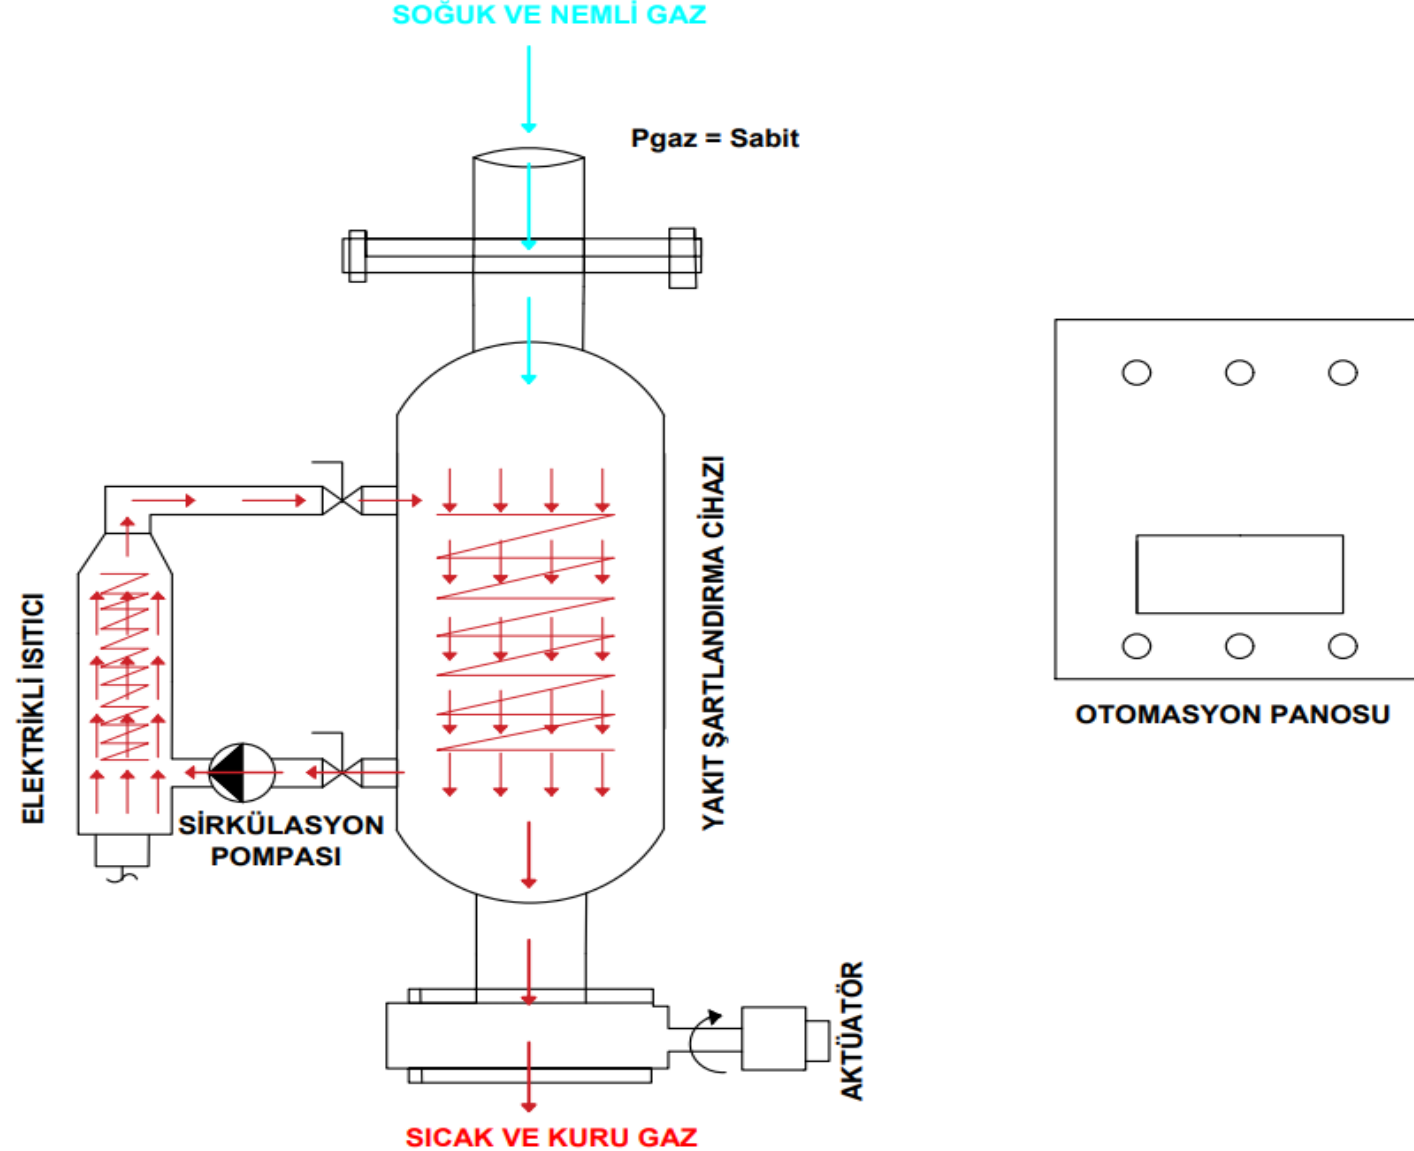 SOĞUK VE NEMLİ GAZ
Pgaz = Sabit
YAKIT ŞARTLANDIRMA CİHAZI
ELEKTRİKLİ ISITICI
SİRKÜLASYON
POMPASI
OTOMASYON PANOSU
AKTÜATÖR
SICAK VE KURU GAZ